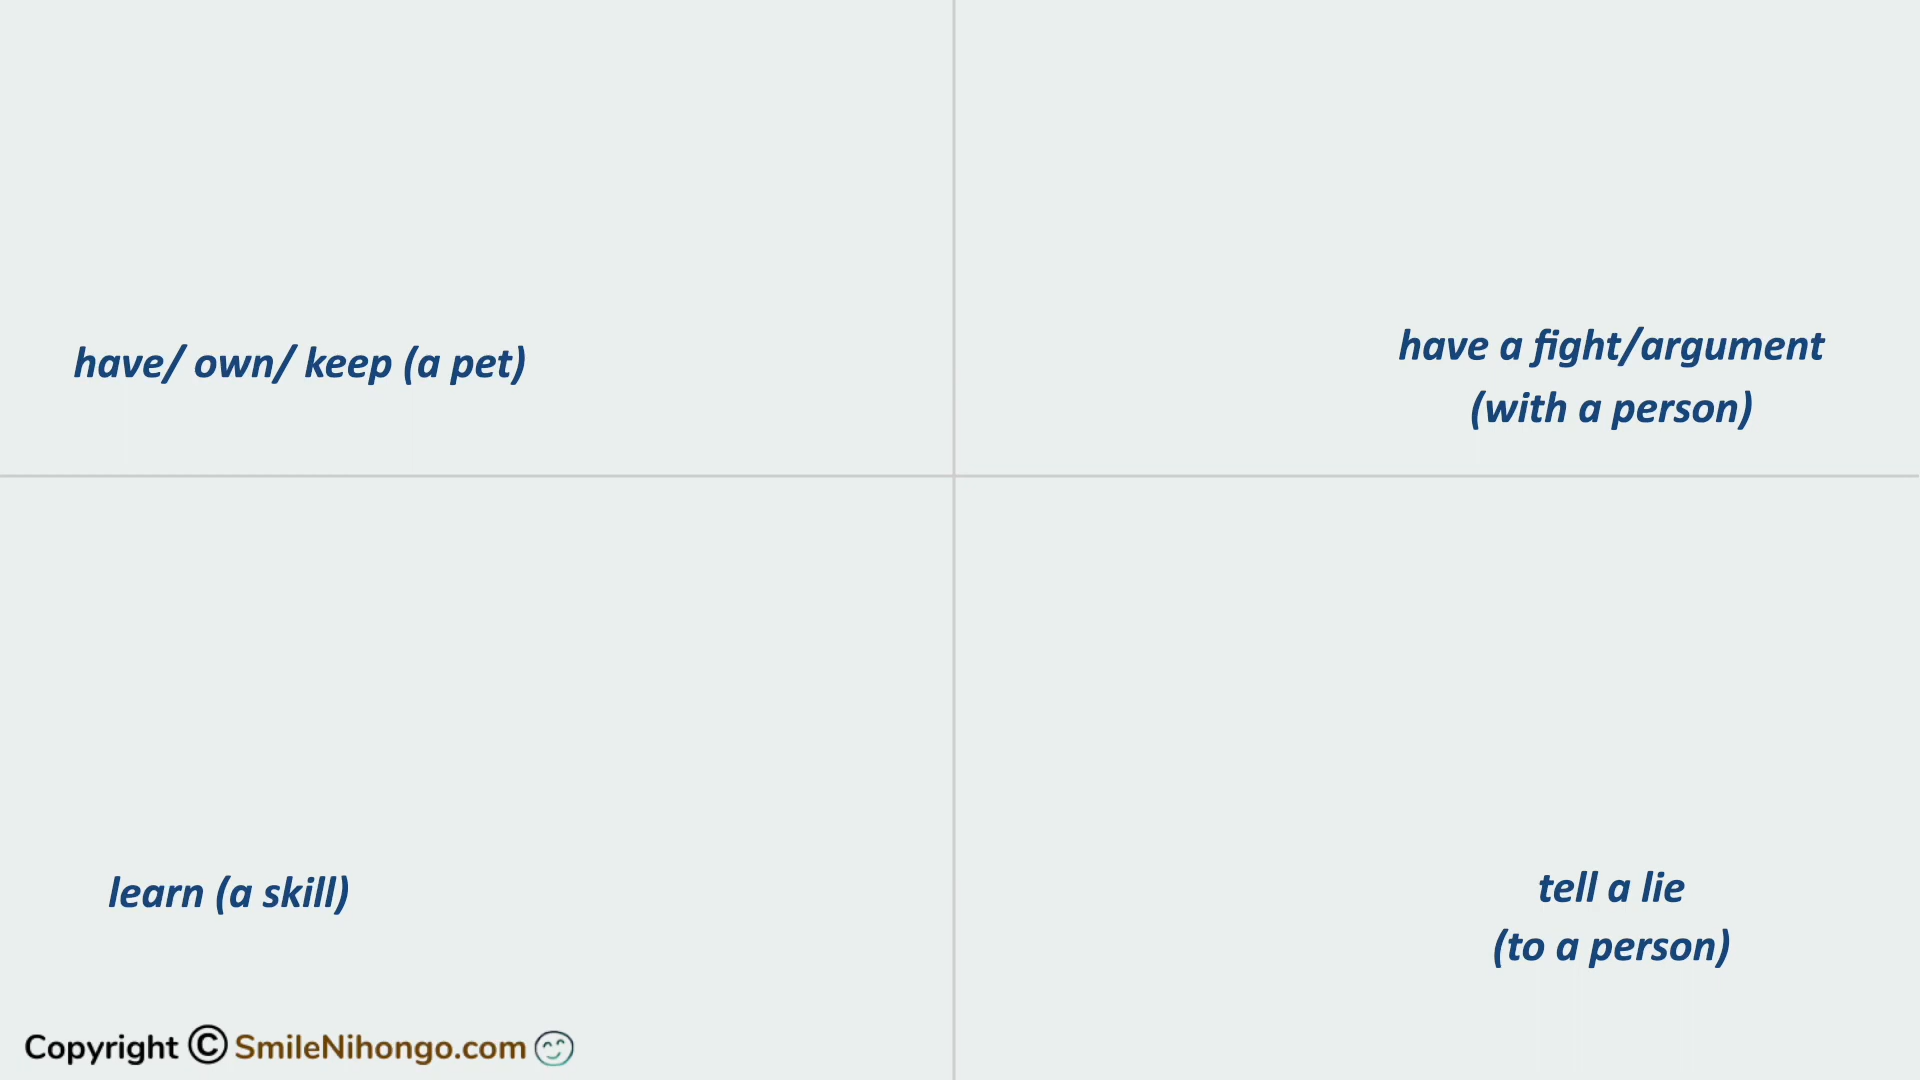 have/ own/ keep (a pet)
have a fight/argument
(with a person)
learn (a skill)
tell a lie
(to a person)
Copyright © SmileNihongo.com